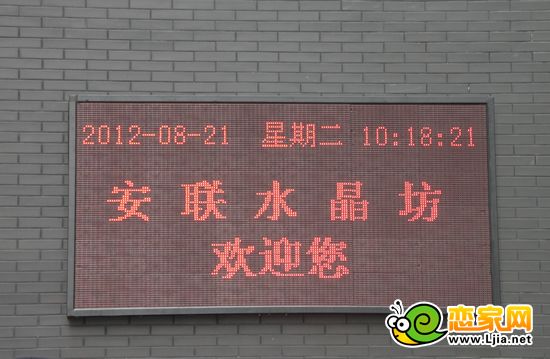 2012-08-21 星期二 10:18:21
安联水晶坊
欢迎您
恋家网
www.Ljia.net